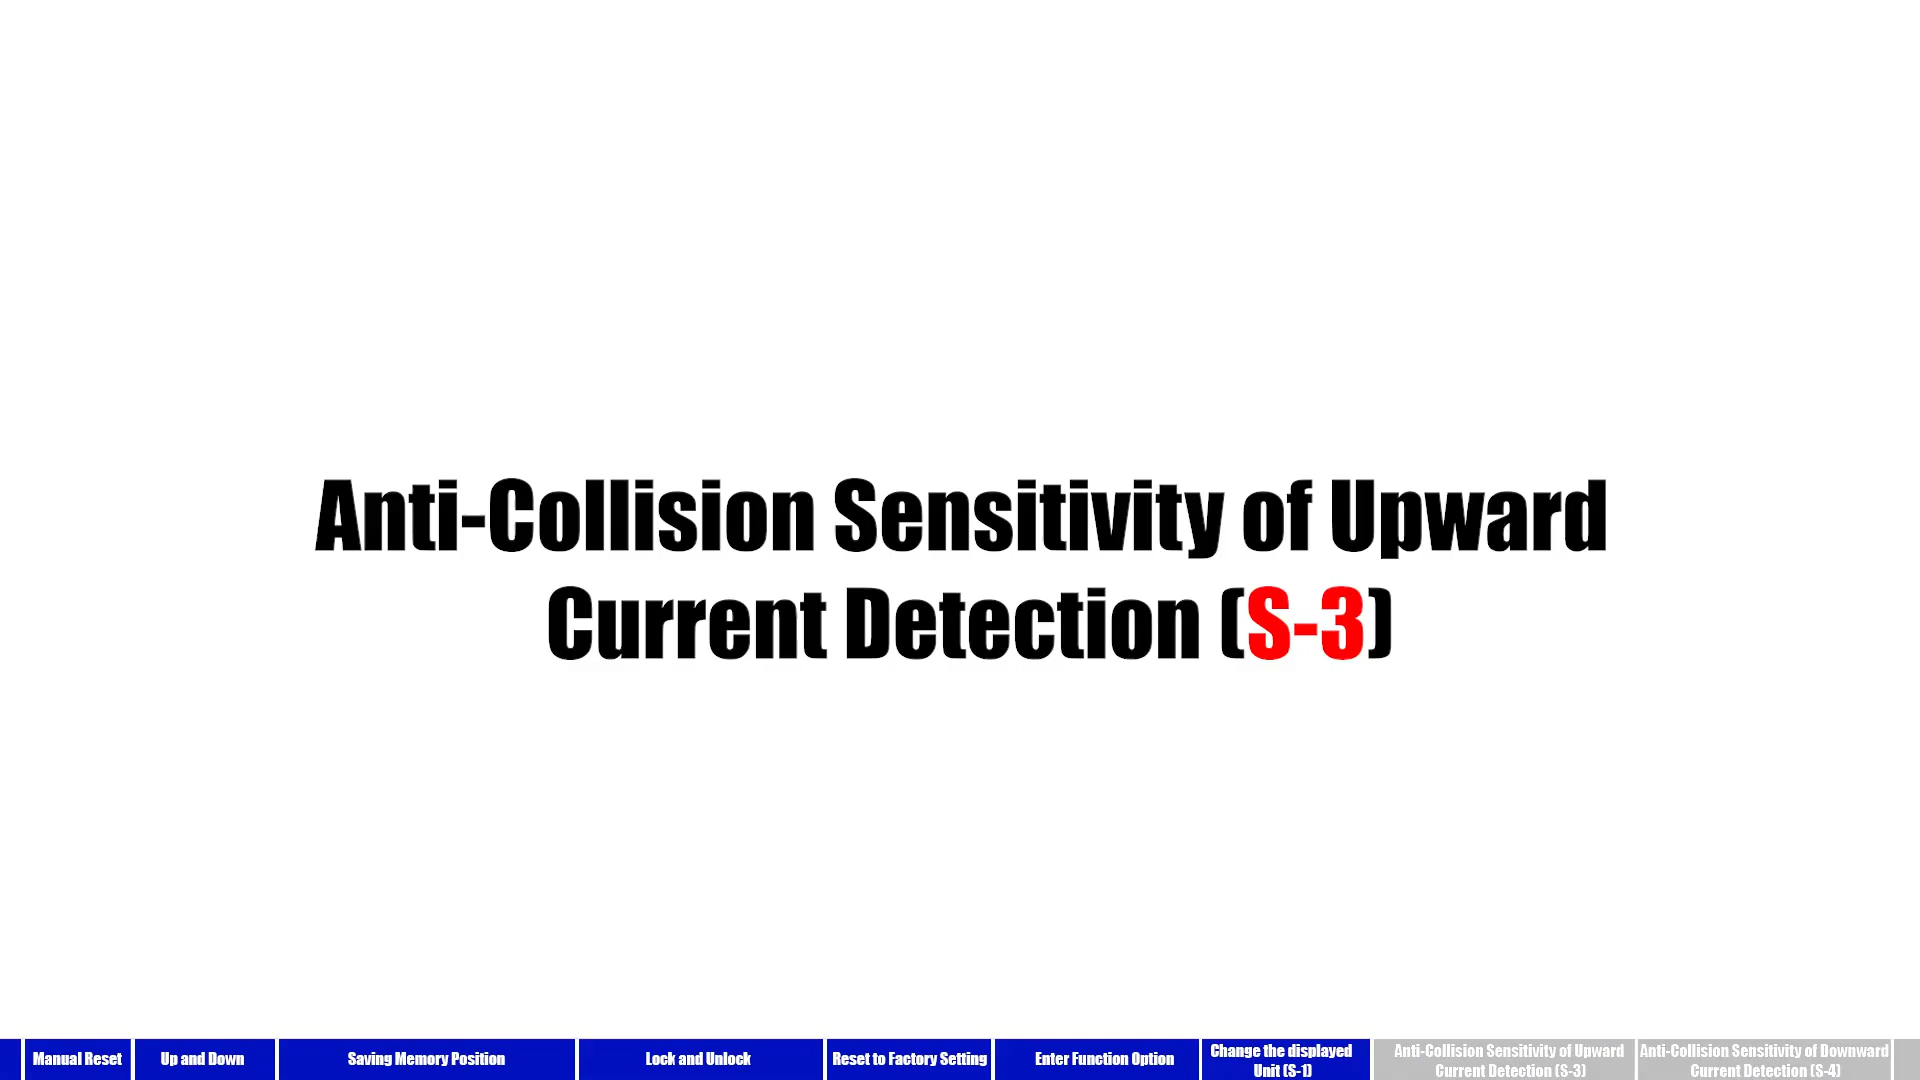 Anti-Collision Sensitivity of Upward
Current Detection (S-3)
Manual Reset
Up and Down
Saving Memory Position
Lock and Unlock
Reset to Factory Setting
Enter Function Option
Change the displayed
Unit (S-1)
Anti-Collision Sensitivity of Upward
Current Detection (S-3)
Anti-Collision Sensitivity of Downward
Current Detection (S-4)